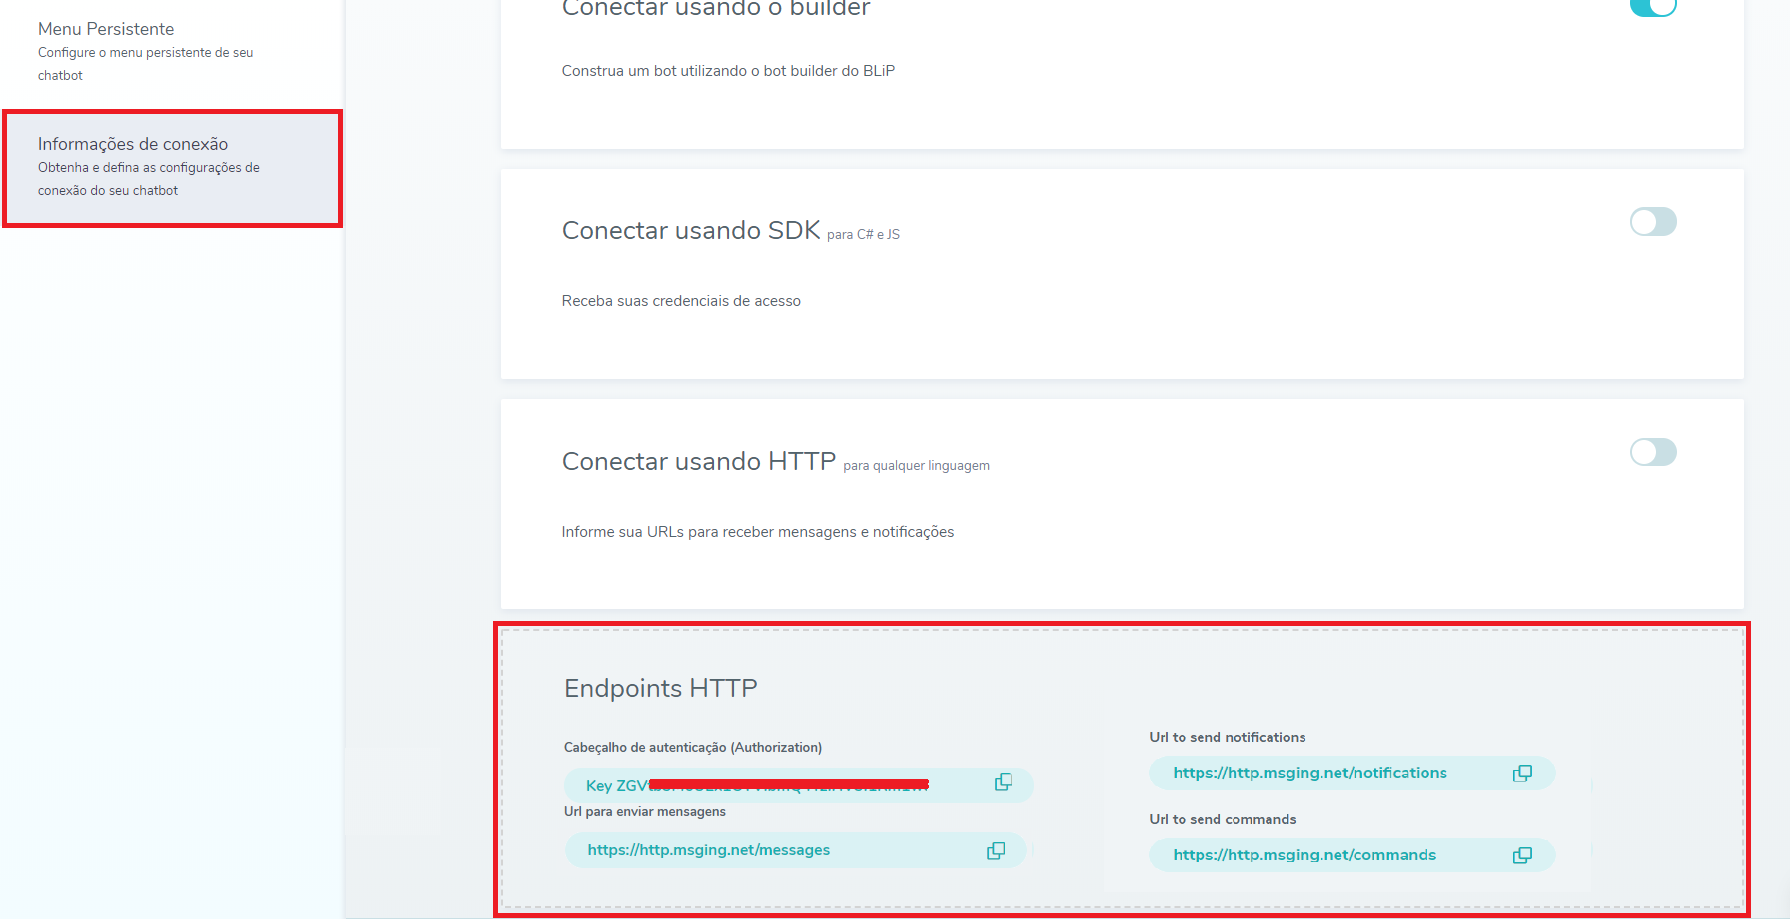 Menu Persistente
Configure o menu persistente de seu
chatbot
Informações de conexão
Obtenha e defina as configurações de
conexão do seu chatbot
Conectar usando o builder
Construa um bot utilizando o bot builder do BLiP
Conectar usando SDK para C# e JS
Receba suas credenciais de acesso
Conectar usando HTTP para qualquer linguagem
Informe sua URLs para receber mensagens e notificações
Endpoints HTTP
Cabeçalho de autenticação (Authorization)
Key ZGV
Url para enviar mensagens
https://http.msging.net/messages
Url to send notifications
https://http.msging.net/notifications
Url to send commands
https://http.msging.net/commands